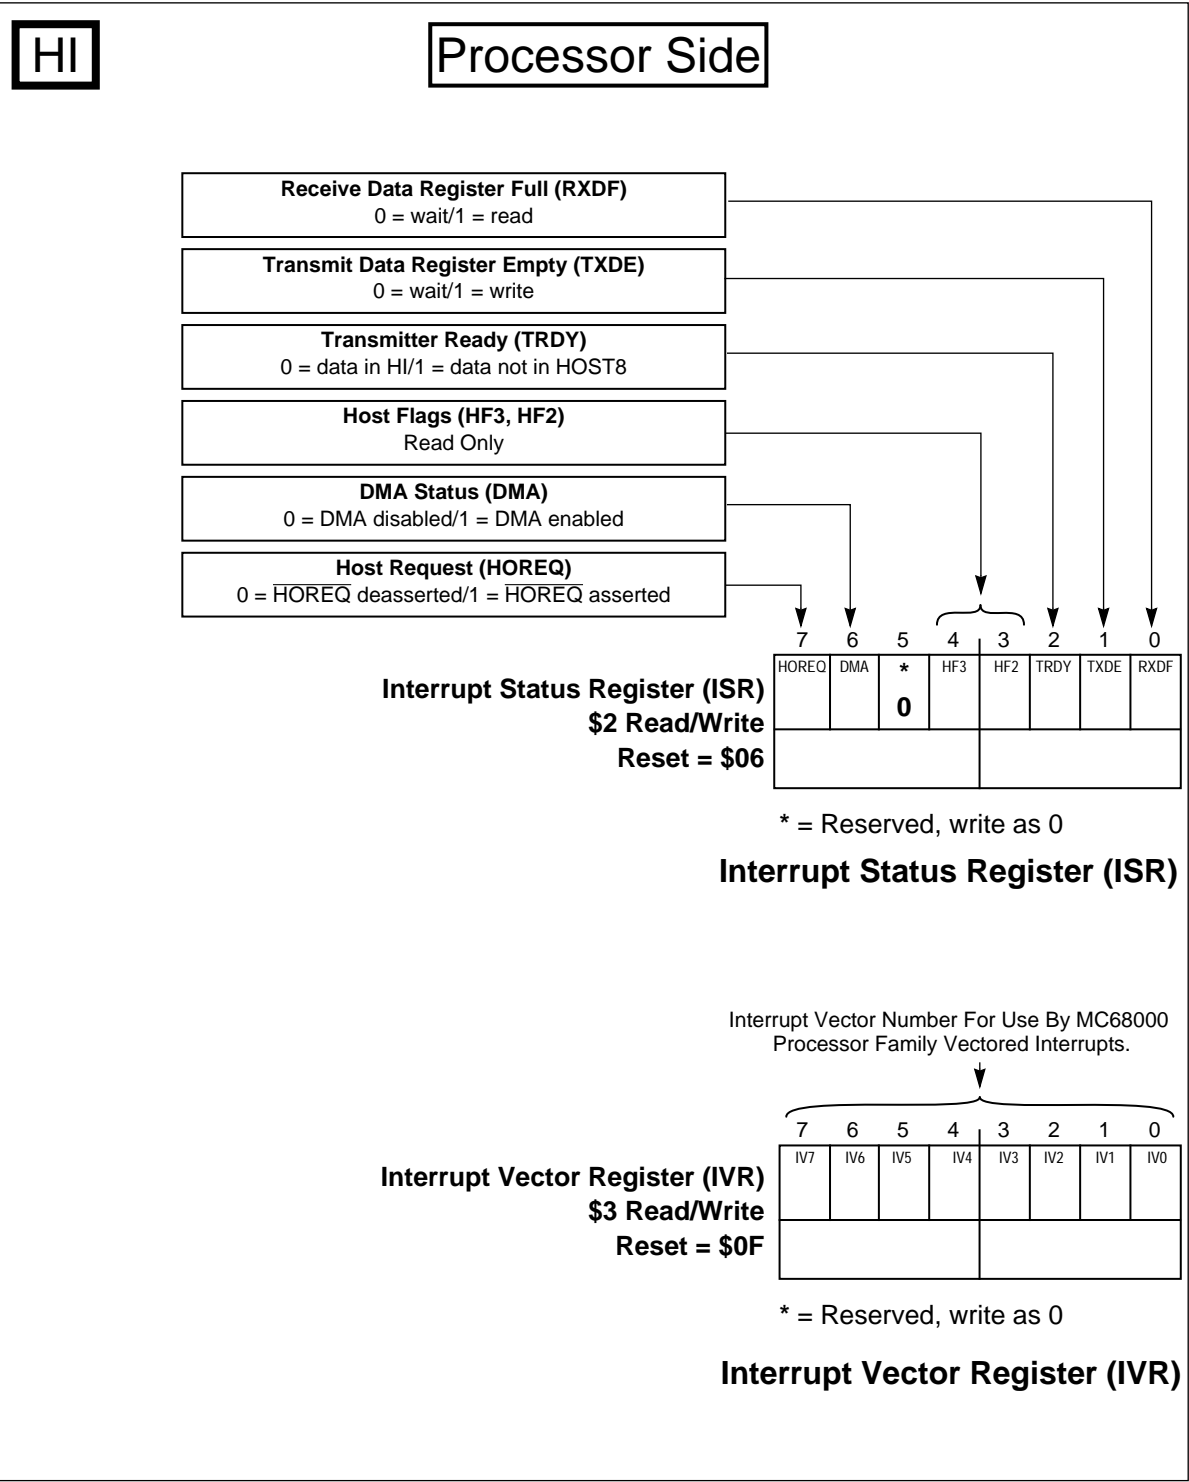 HI
Processor Side
Receive Data Register Full (RXDF)
0 = wait/1 = read
Transmit Data Register Empty (TXDE)
0 = wait/1 = write
Transmitter Ready (TRDY)
0 = data in HI/1 = data not in HOST8
Host Flags (HF3, HF2)
Read Only
DMA Status (DMA)
0 = DMA disabled/1 = DMA enabled
Host Request (HOREQ)
0 = HOREQ deasserted/1 = HOREQ asserted
7 6 5 4 3 2 1 0
HOREQ DMA * HF3 HF2 TRDY TXDE RXDF
0
Interrupt Status Register (ISR)
$2 Read/Write
Reset = $06
* = Reserved, write as 0
Interrupt Status Register (ISR)
Interrupt Vector Number For Use By MC68000
Processor Family Vectored Interrupts.
7 6 5 4 3 2 1 0
IV7 IV6 IV5 IV4 IV3 IV2 IV1 IV0
Interrupt Vector Register (IVR)
$3 Read/Write
Reset = $0F
* = Reserved, write as 0
Interrupt Vector Register (IVR)